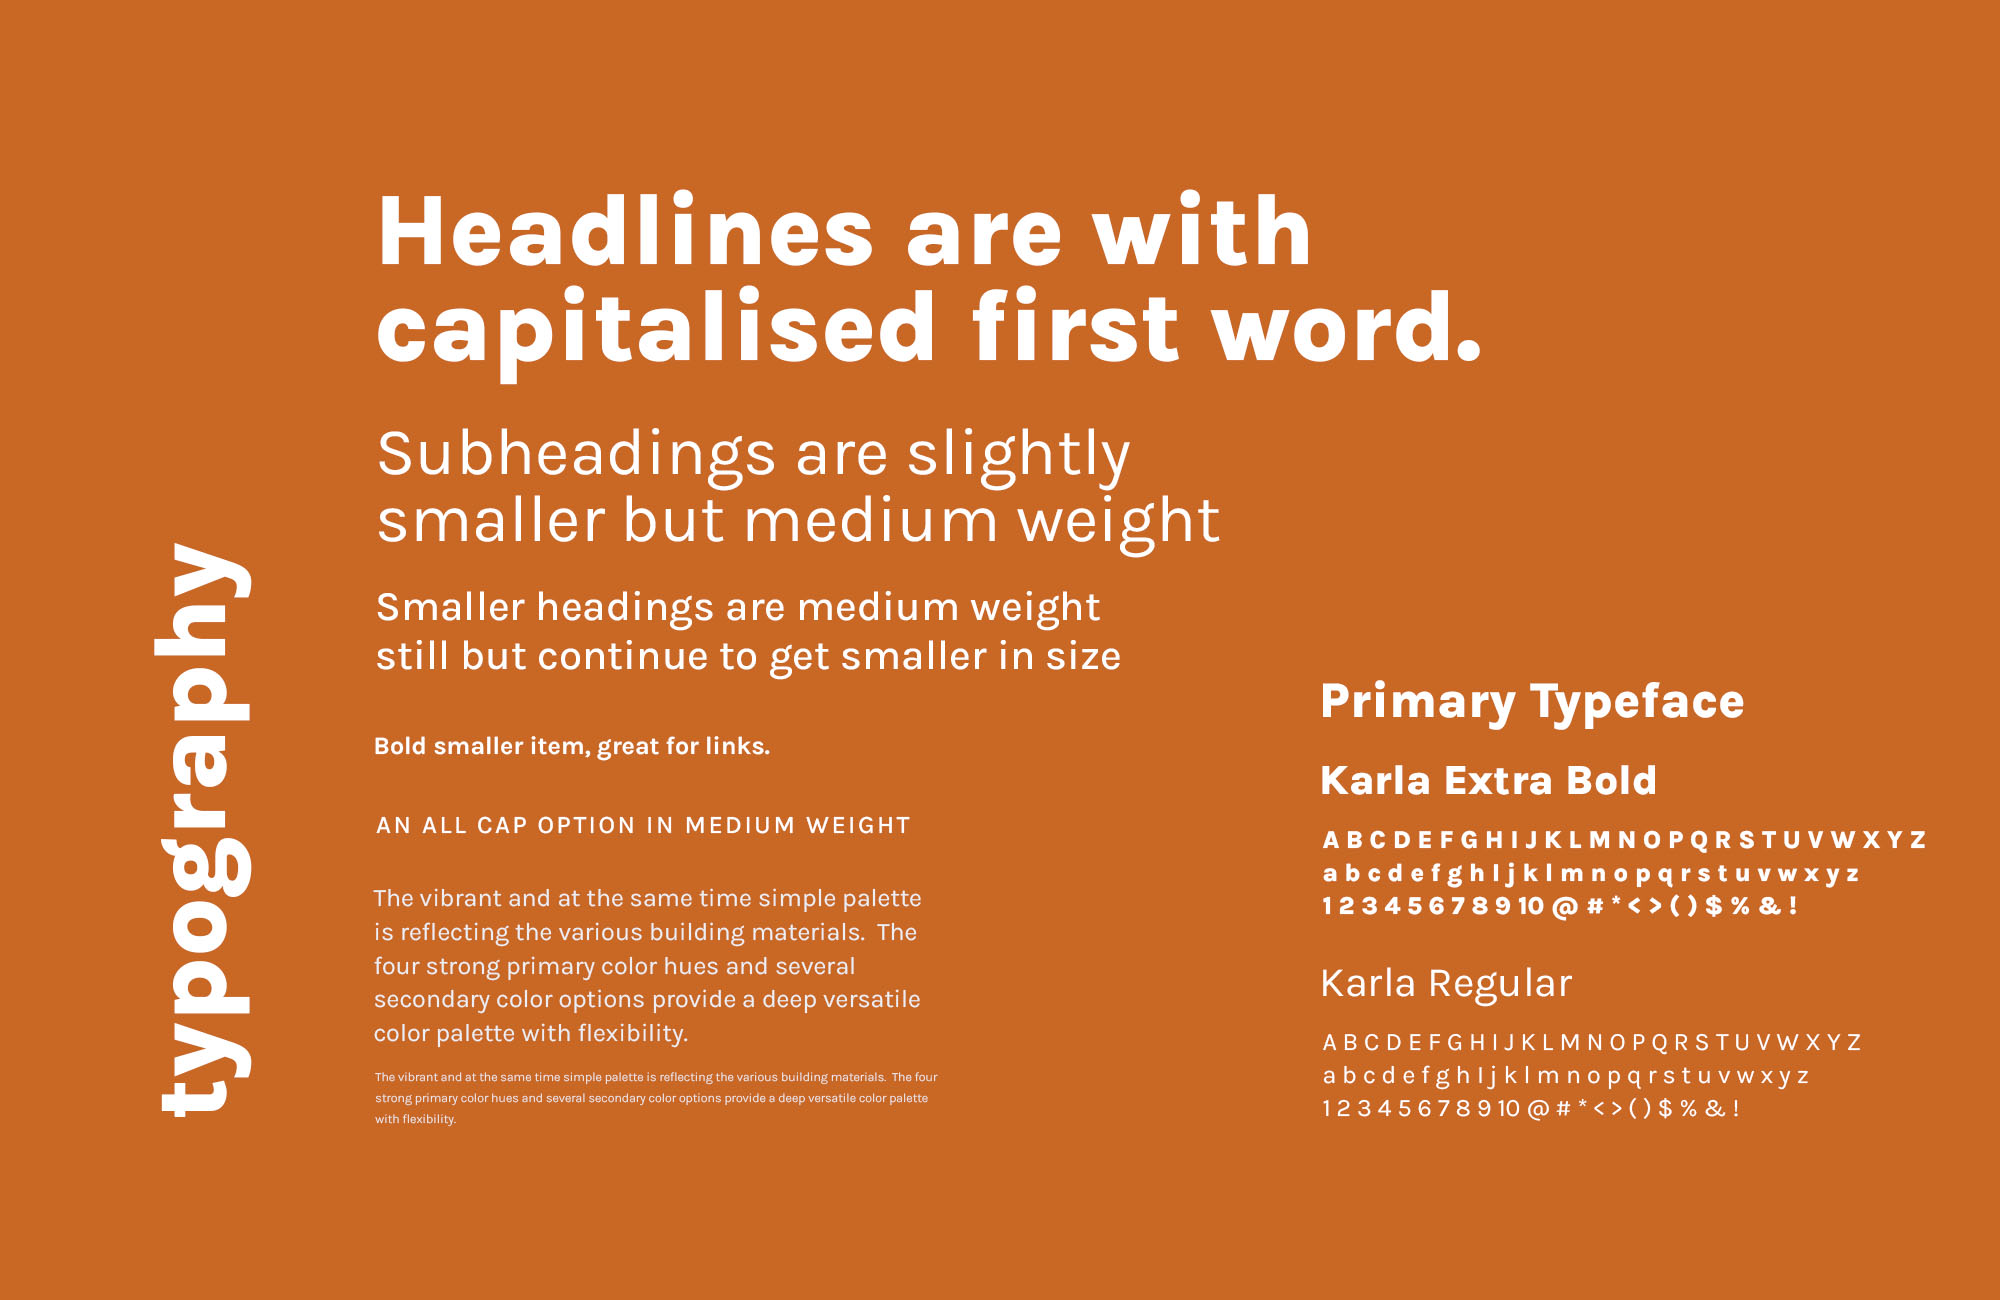 typography
Headlines are with
capitalised first word.
Subheadings are slightly
smaller but medium weight
Smaller headings are medium weight
still but continue to get smaller in size
Bold smaller item, great for links.
AN ALL CAP OPTION IN MEDIUM WEIGHT
The vibrant and at the same time simple palette
is reflecting the various building materials.  The
four strong primary color hues and several
secondary color options provide a deep versatile
color palette with flexibility.
The vibrant and at the same time simple palette is reflecting the various building materials.  The four
strong primary color hues and several secondary color options provide a deep versatile color palette
with flexibility.
Primary Typeface
Karla Extra Bold
A B C D E F G H I J K L M N O P Q R S T U V W X Y Z
a b c d e f g h I j k l m n o p q r s t u v w x y z
1 2 3 4 5 6 7 8 9 10 @ # * < > ( ) $ % & !
Karla Regular
A B C D E F G H I J K L M N O P Q R S T U V W X Y Z
a b c d e f g h I j k l m n o p q r s t u v w x y z
1 2 3 4 5 6 7 8 9 10 @ # * < > ( ) $ % & !